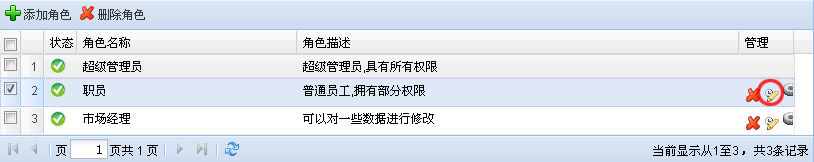 添加角色 删除角色
状态 角色名称 角色描述 管理
1 超级管理员 超级管理员,具有所有权限
2 职员 普通员工,拥有部分权限
3 市场经理 可以对一些数据进行修改
页 1 页共 1 页 当前显示从1至3，共3条记录